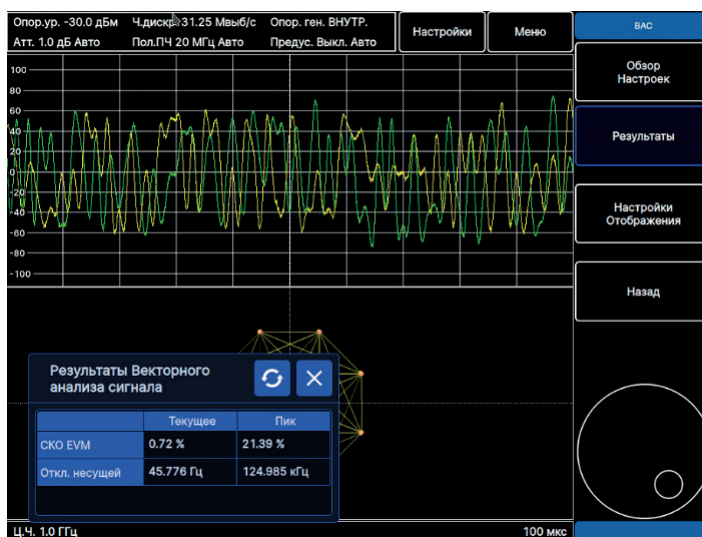 Опор.ур. -30.0 дБм Ч.дискр. 31.25 Мвыб/с Опор. ген. ВНУТР.
Атт. 1.0 дБ Авто Пол.ПЧ 20 МГц Авто Предус. Выкл. Авто
Настройки
Меню
ВАС
Обзор
Настроек
Результаты
Настройки
Отображения
Назад
100
80
60
40
20
0
-20
-40
-60
-80
-100
Результаты Векторного
анализа сигнала
Текущее Пик
СКО EVM 0.72 % 21.39 %
Откл. несущей 45.776 Гц 124.985 кГц
Ц.Ч. 1.0 ГГц 100 мкс